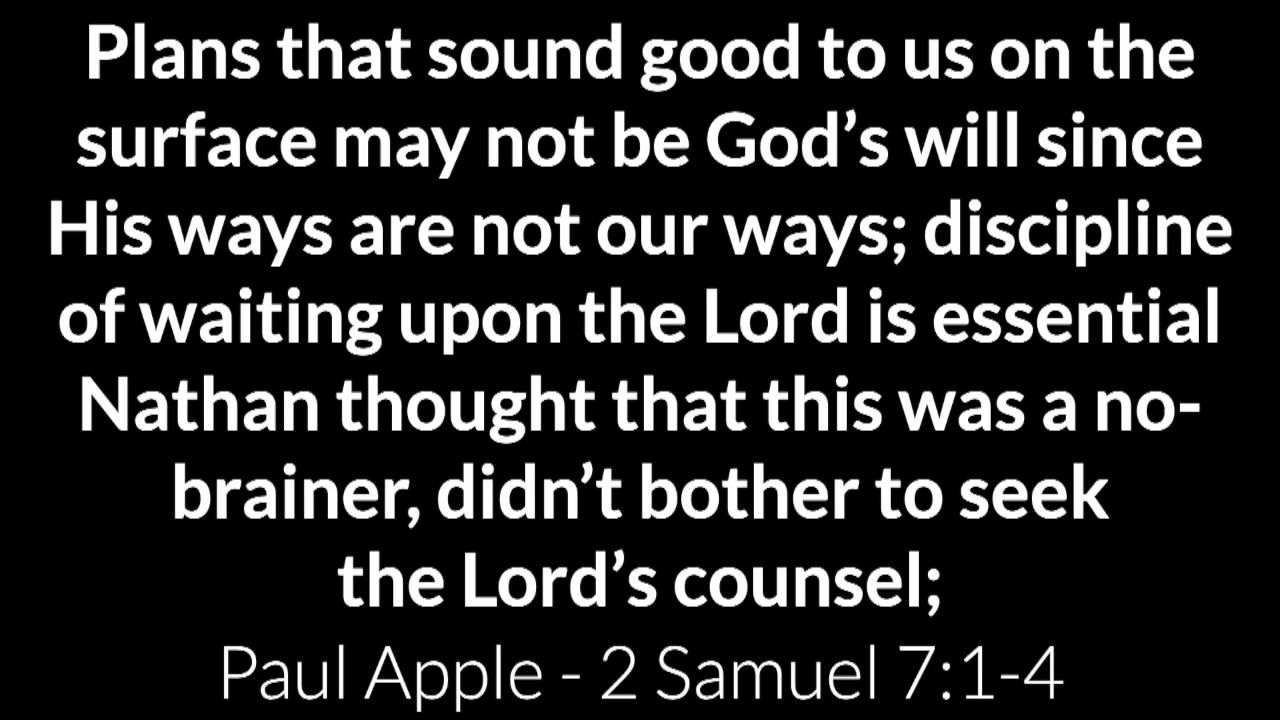 Plans that sound good to us on the
surface may not be God’s will since
His ways are not our ways; discipline
of waiting upon the Lord is essential
Nathan thought that this was a no-
brainer, didn’t bother to seek
the Lord’s counsel;
Paul Apple - 2 Samuel 7:1-4